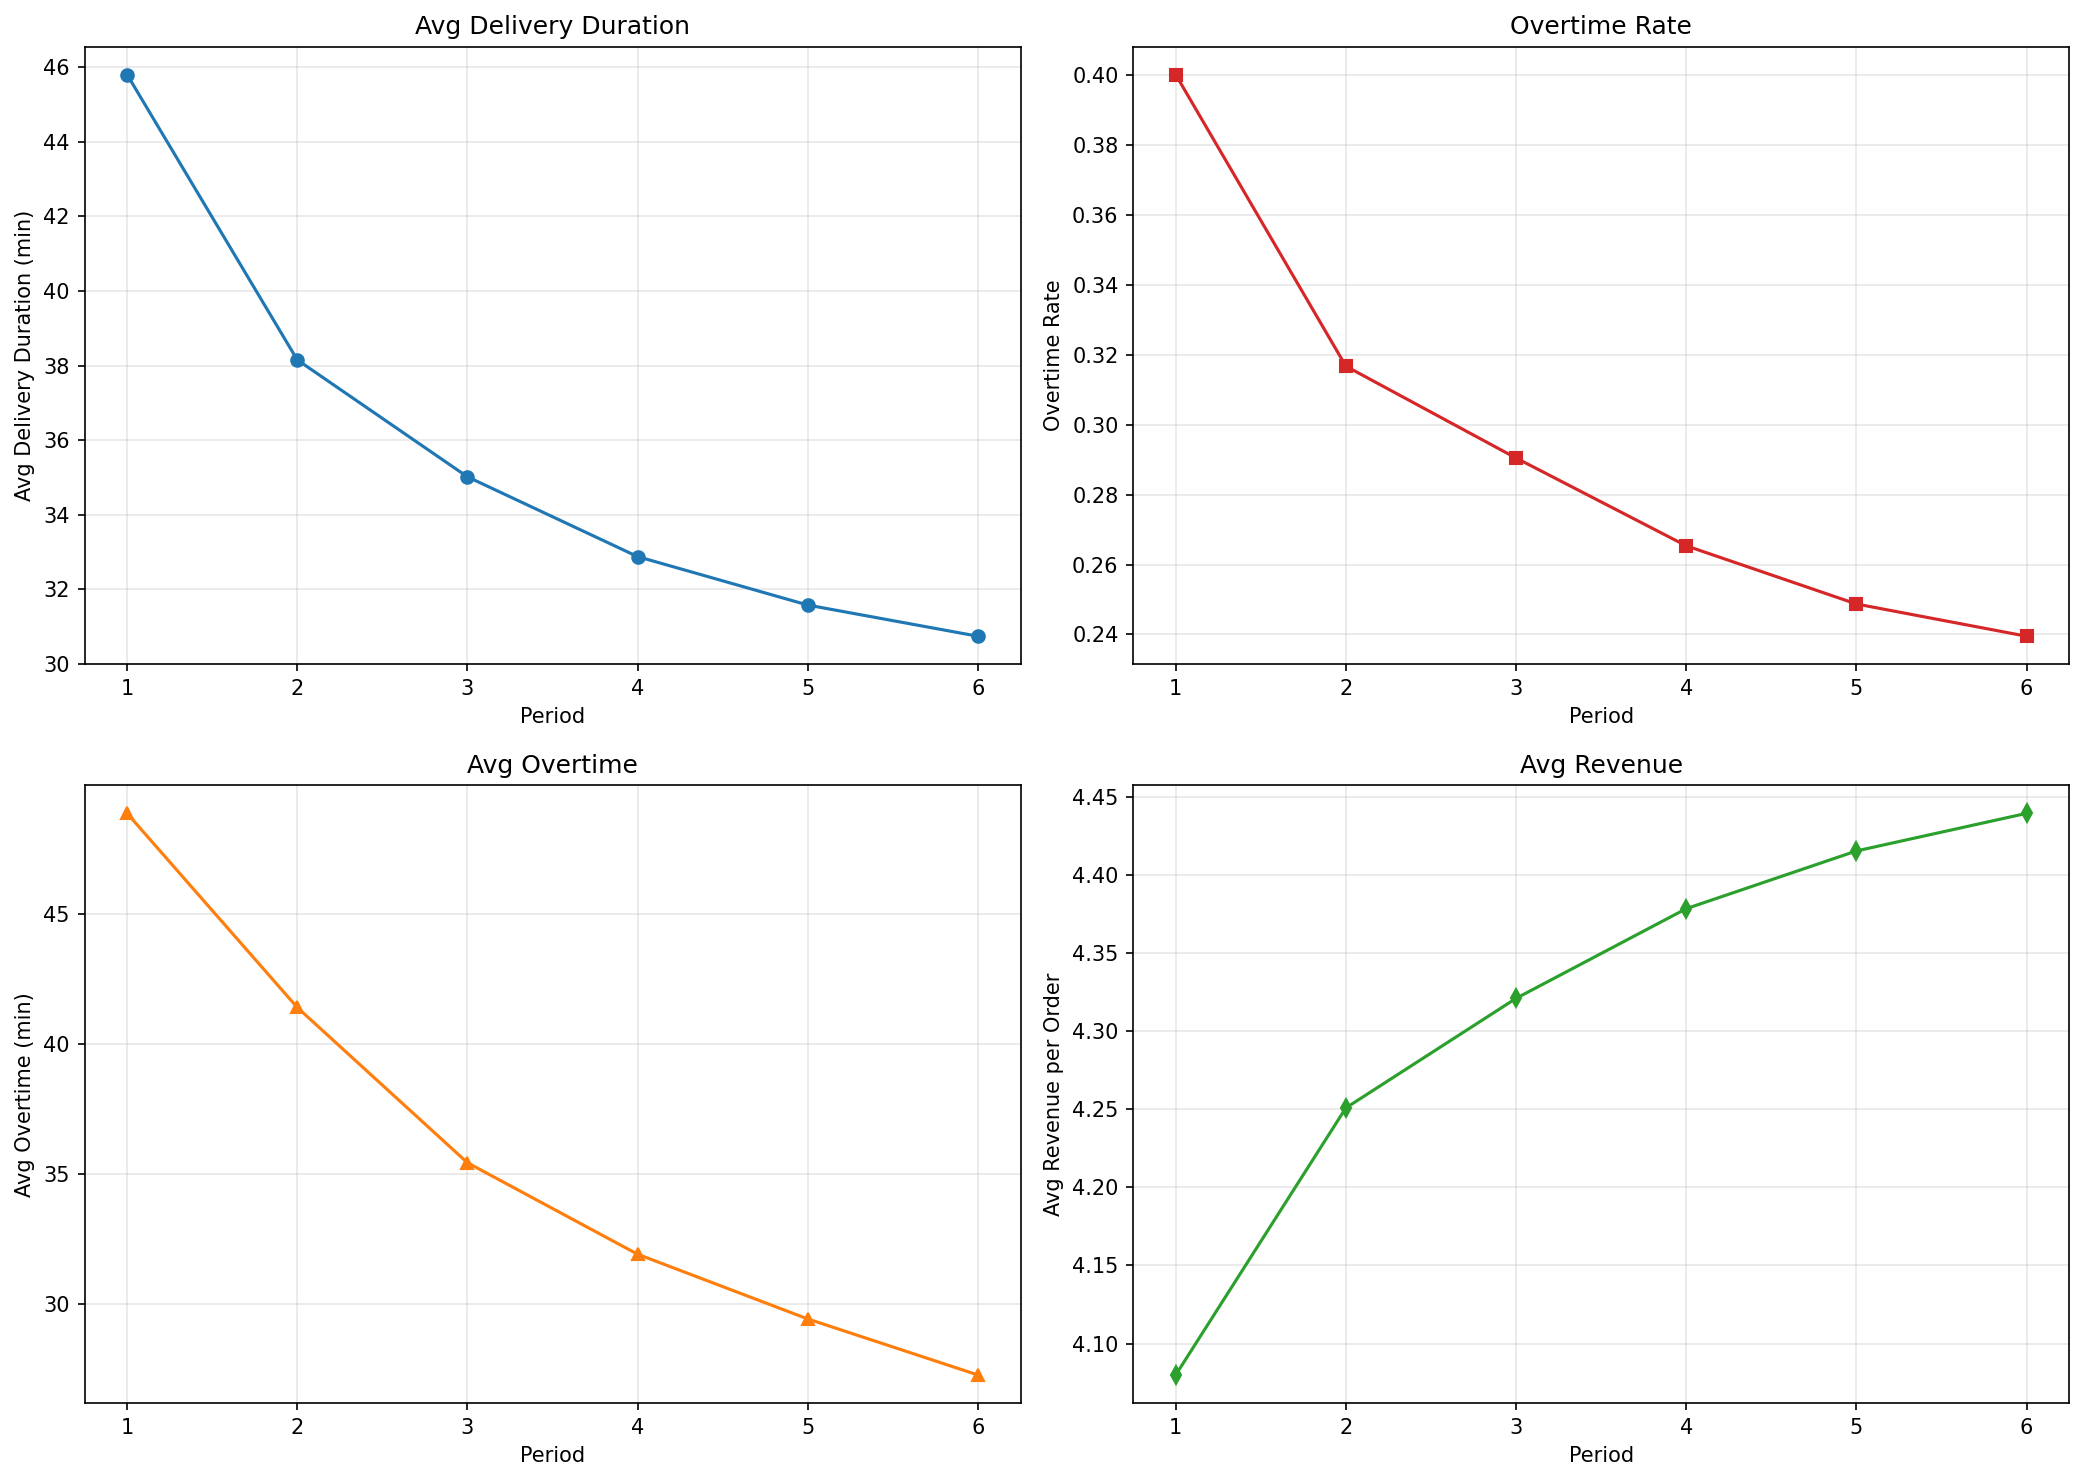 Avg Delivery Duration
Avg Delivery Duration (min)
46
44
42
40
38
36
34
32
30
1 2 3 4 5 6
Period
Overtime Rate
Overtime Rate
0.40
0.38
0.36
0.34
0.32
0.30
0.28
0.26
0.24
1 2 3 4 5 6
Period
Avg Overtime
Avg Overtime (min)
45
40
35
30
1 2 3 4 5 6
Period
Avg Revenue
Avg Revenue per Order
4.45
4.40
4.35
4.30
4.25
4.20
4.15
4.10
1 2 3 4 5 6
Period